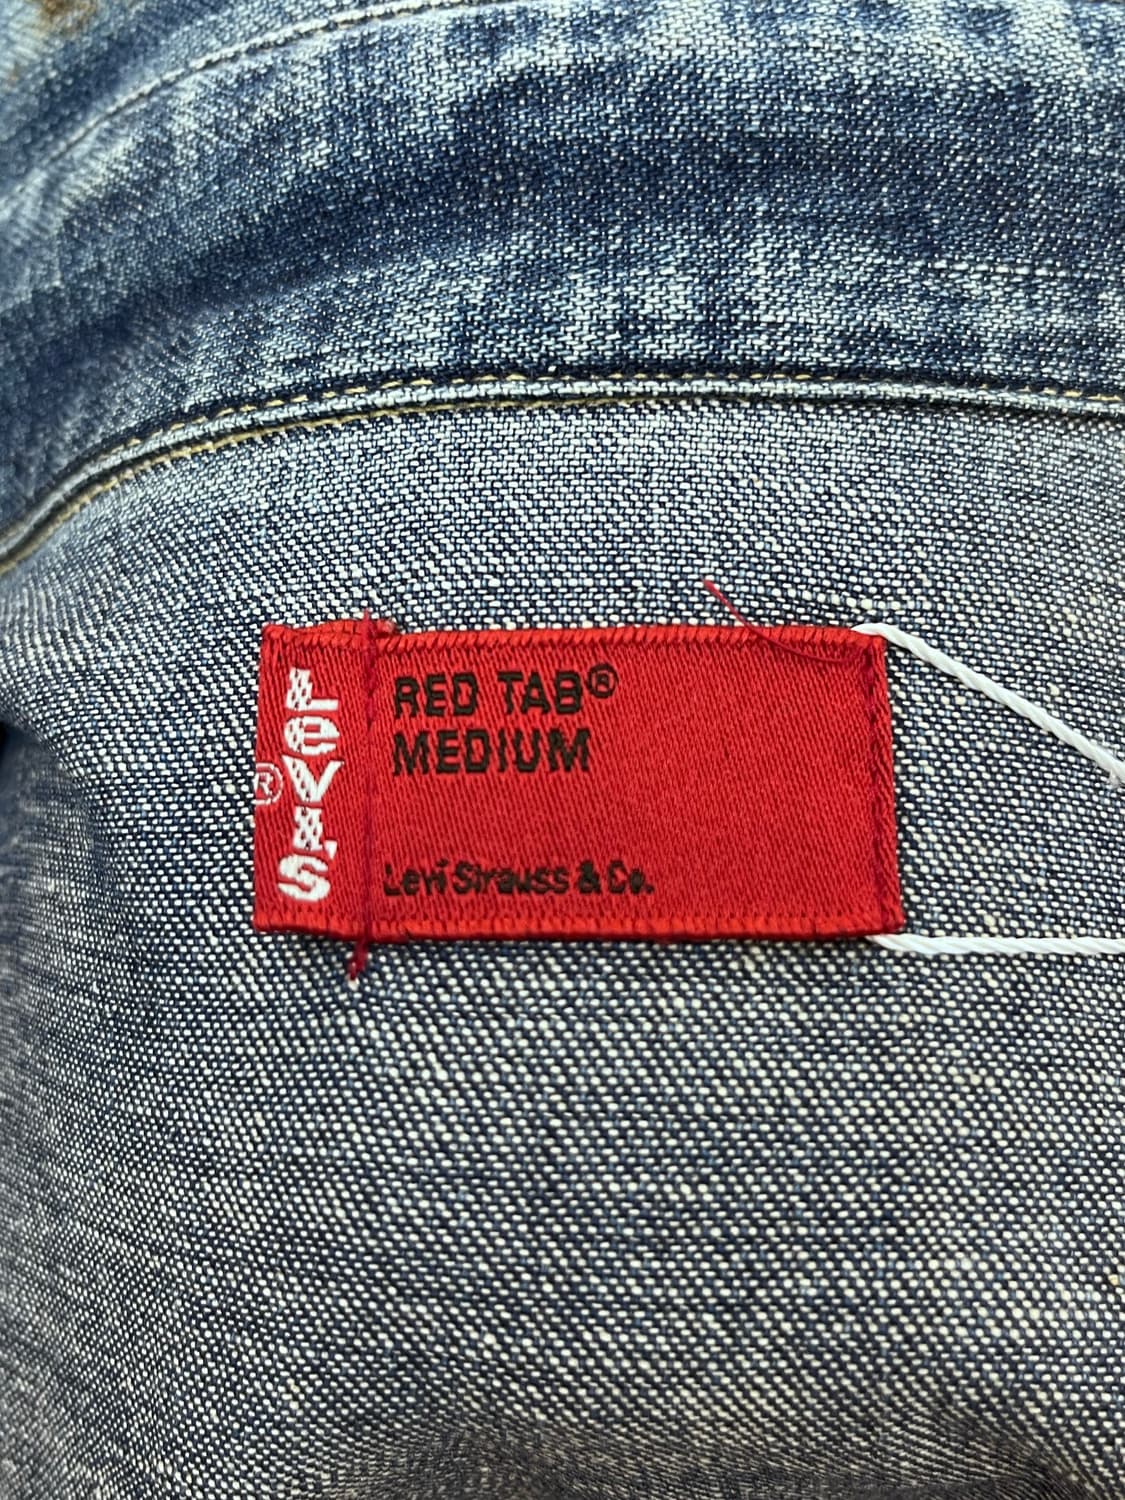 LEVI'S
®
RED TAB®
MEDIUM
Levi Strauss & Co.